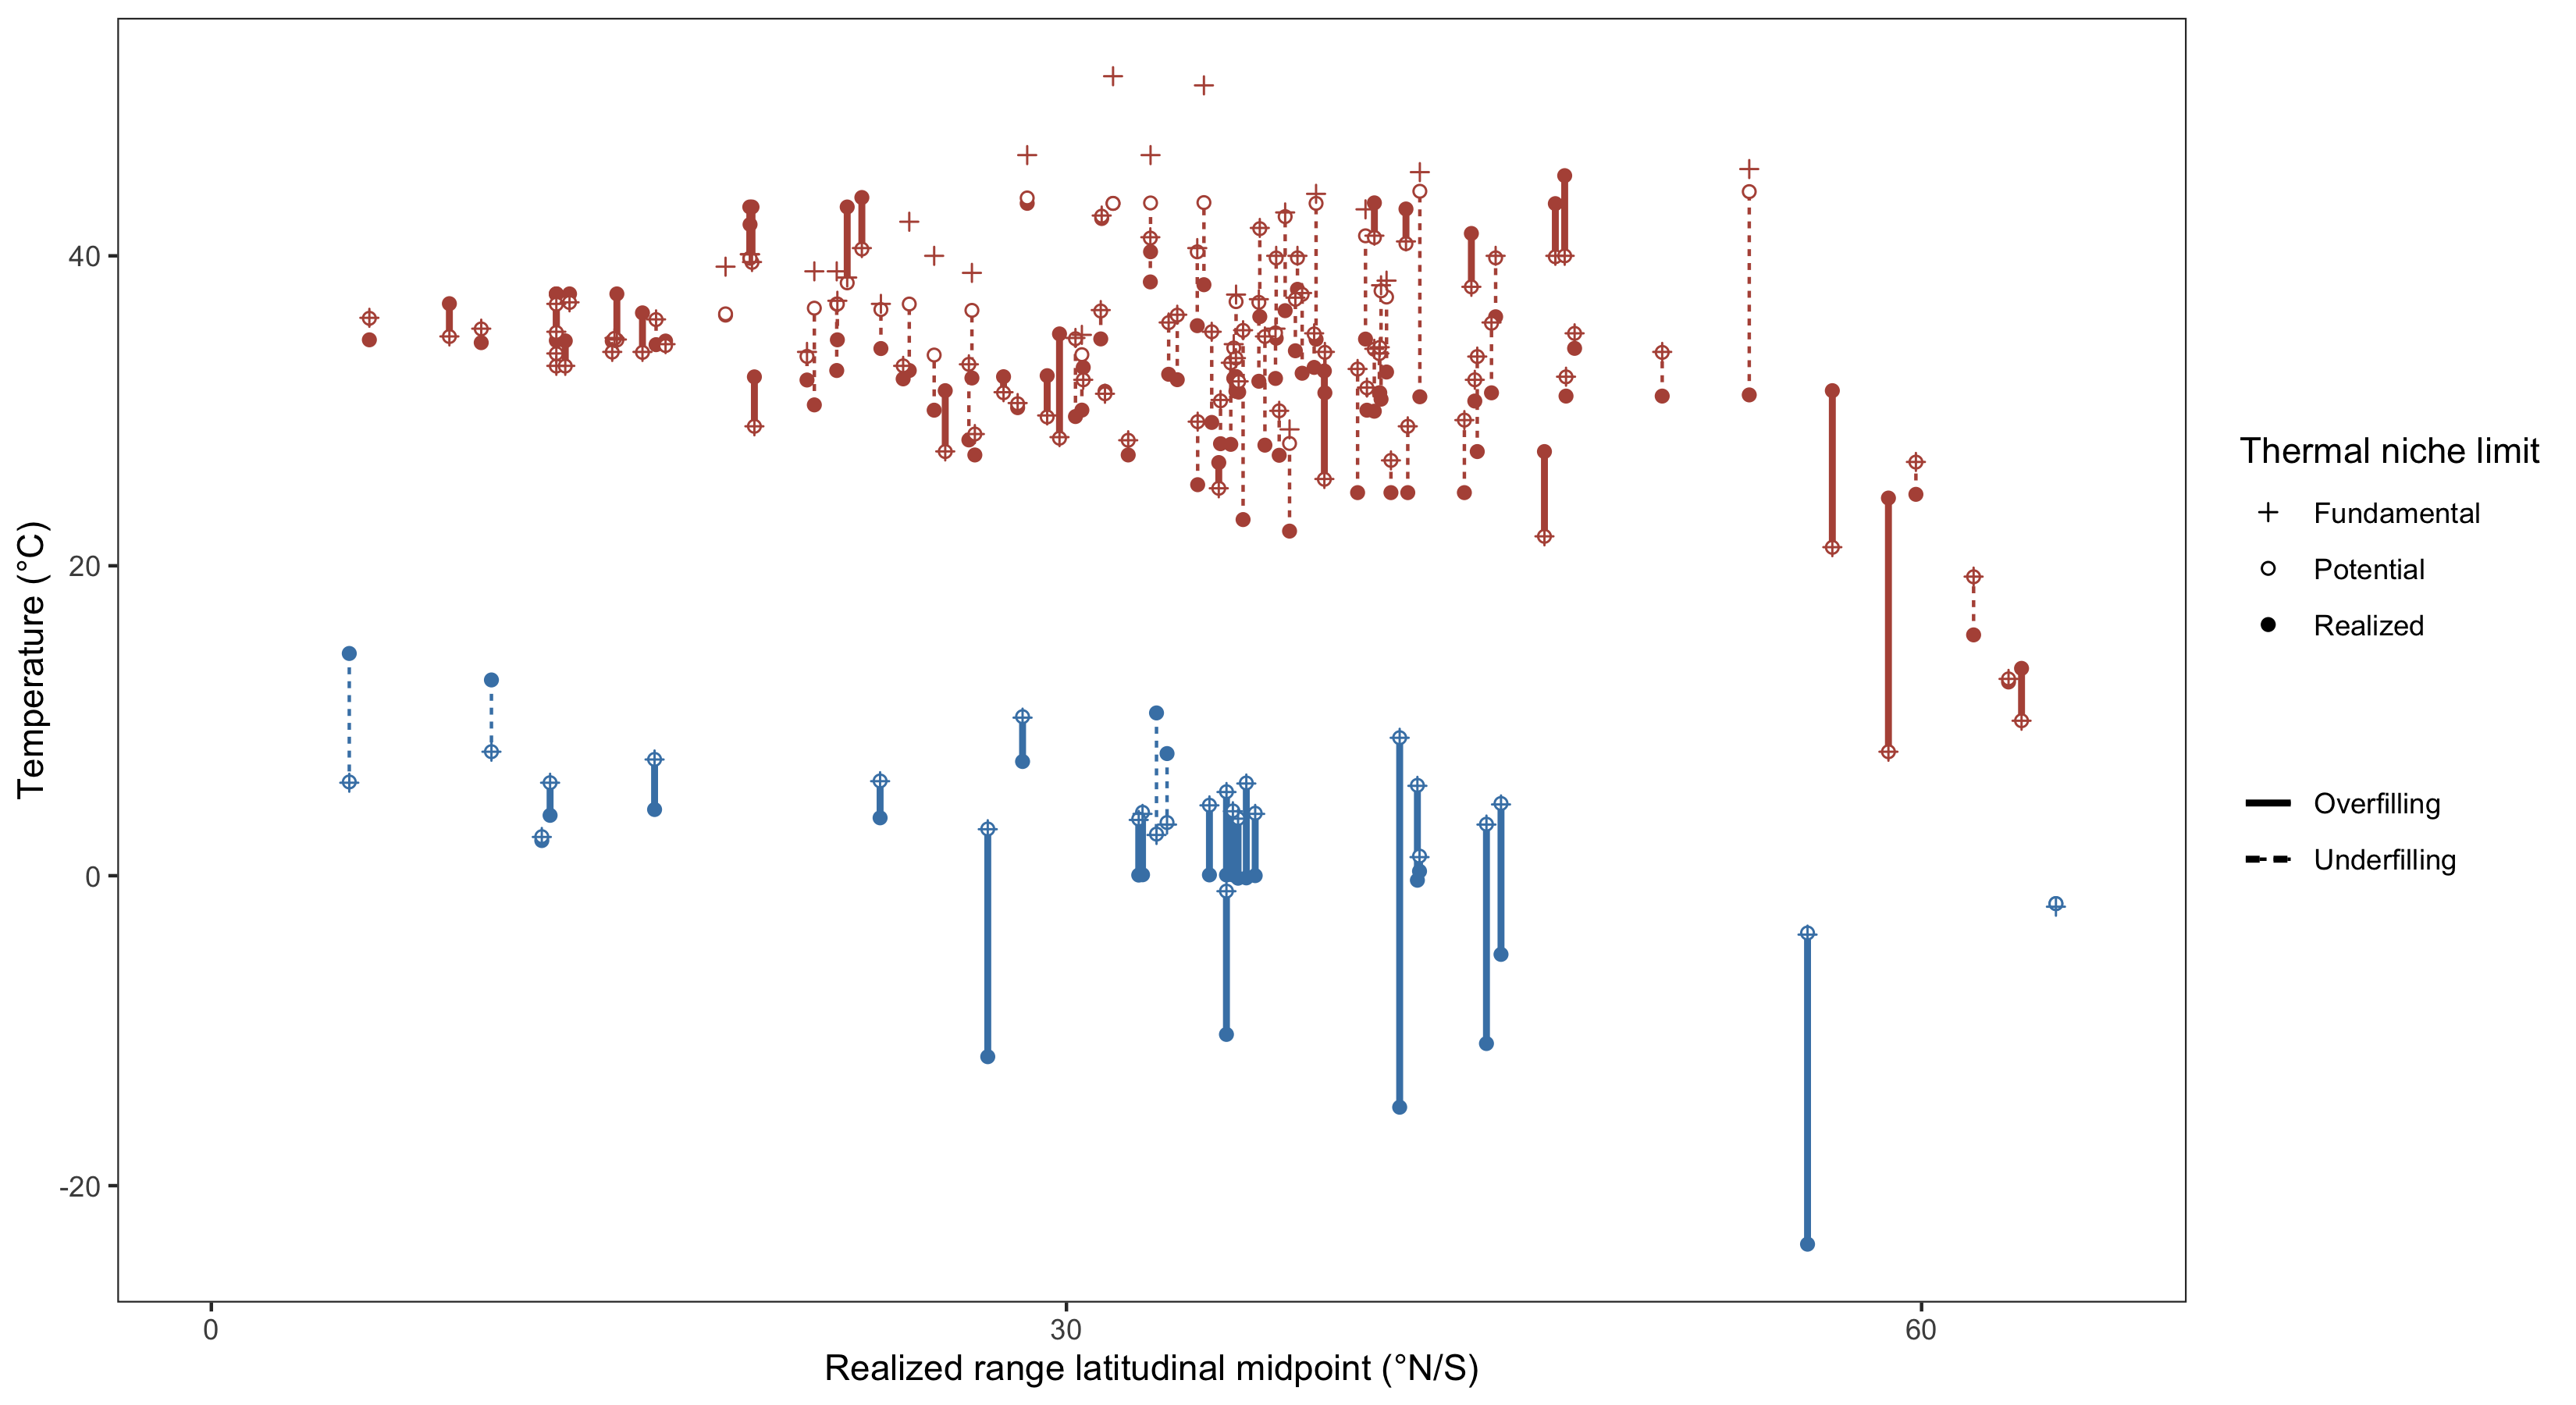 Temperature (°C)
40
20
0
-20
0
30
60
Realized range latitudinal midpoint (°N/S)
Thermal niche limit
Fundamental
Potential
Realized
Overfilling
Underfilling